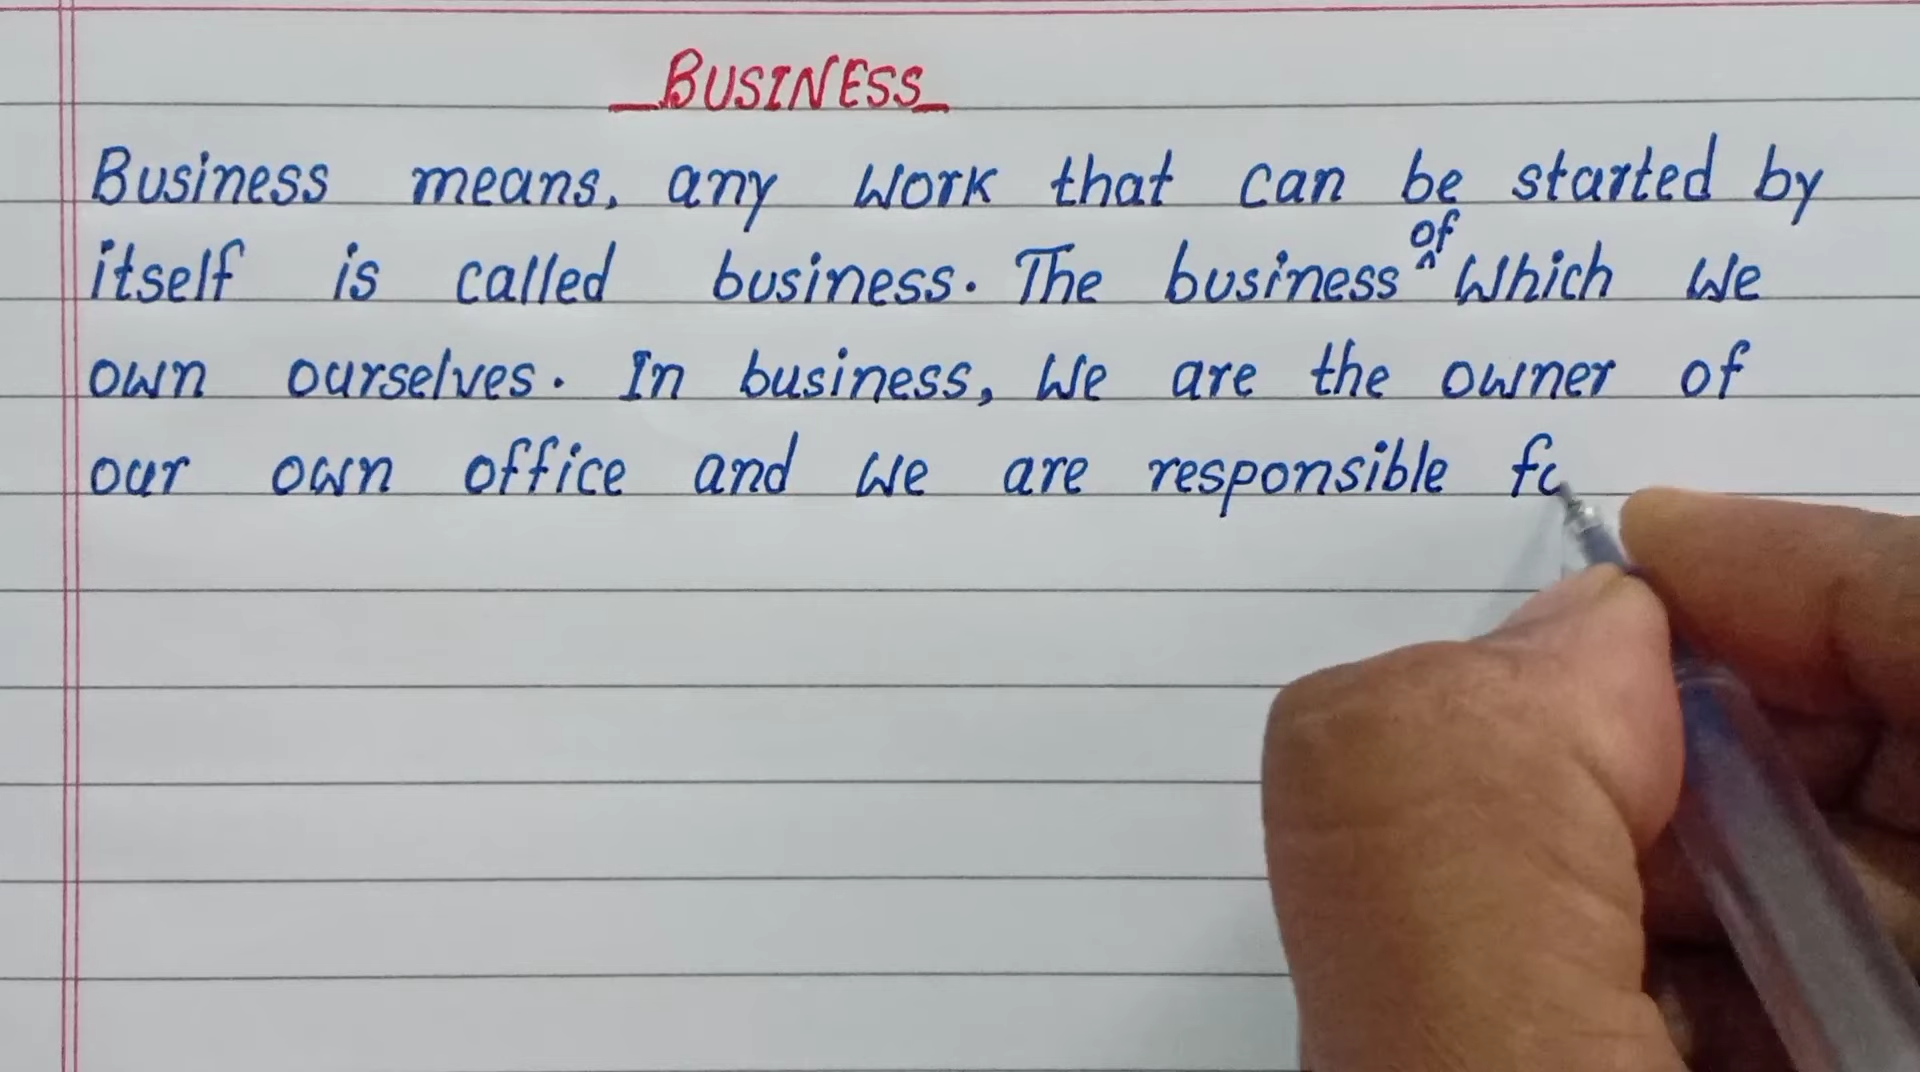 BUSINESS
Business means, any work that can be started by
itself is called business. The business of which we
own ourselves. In business, we are the owner of
our own office and we are responsible